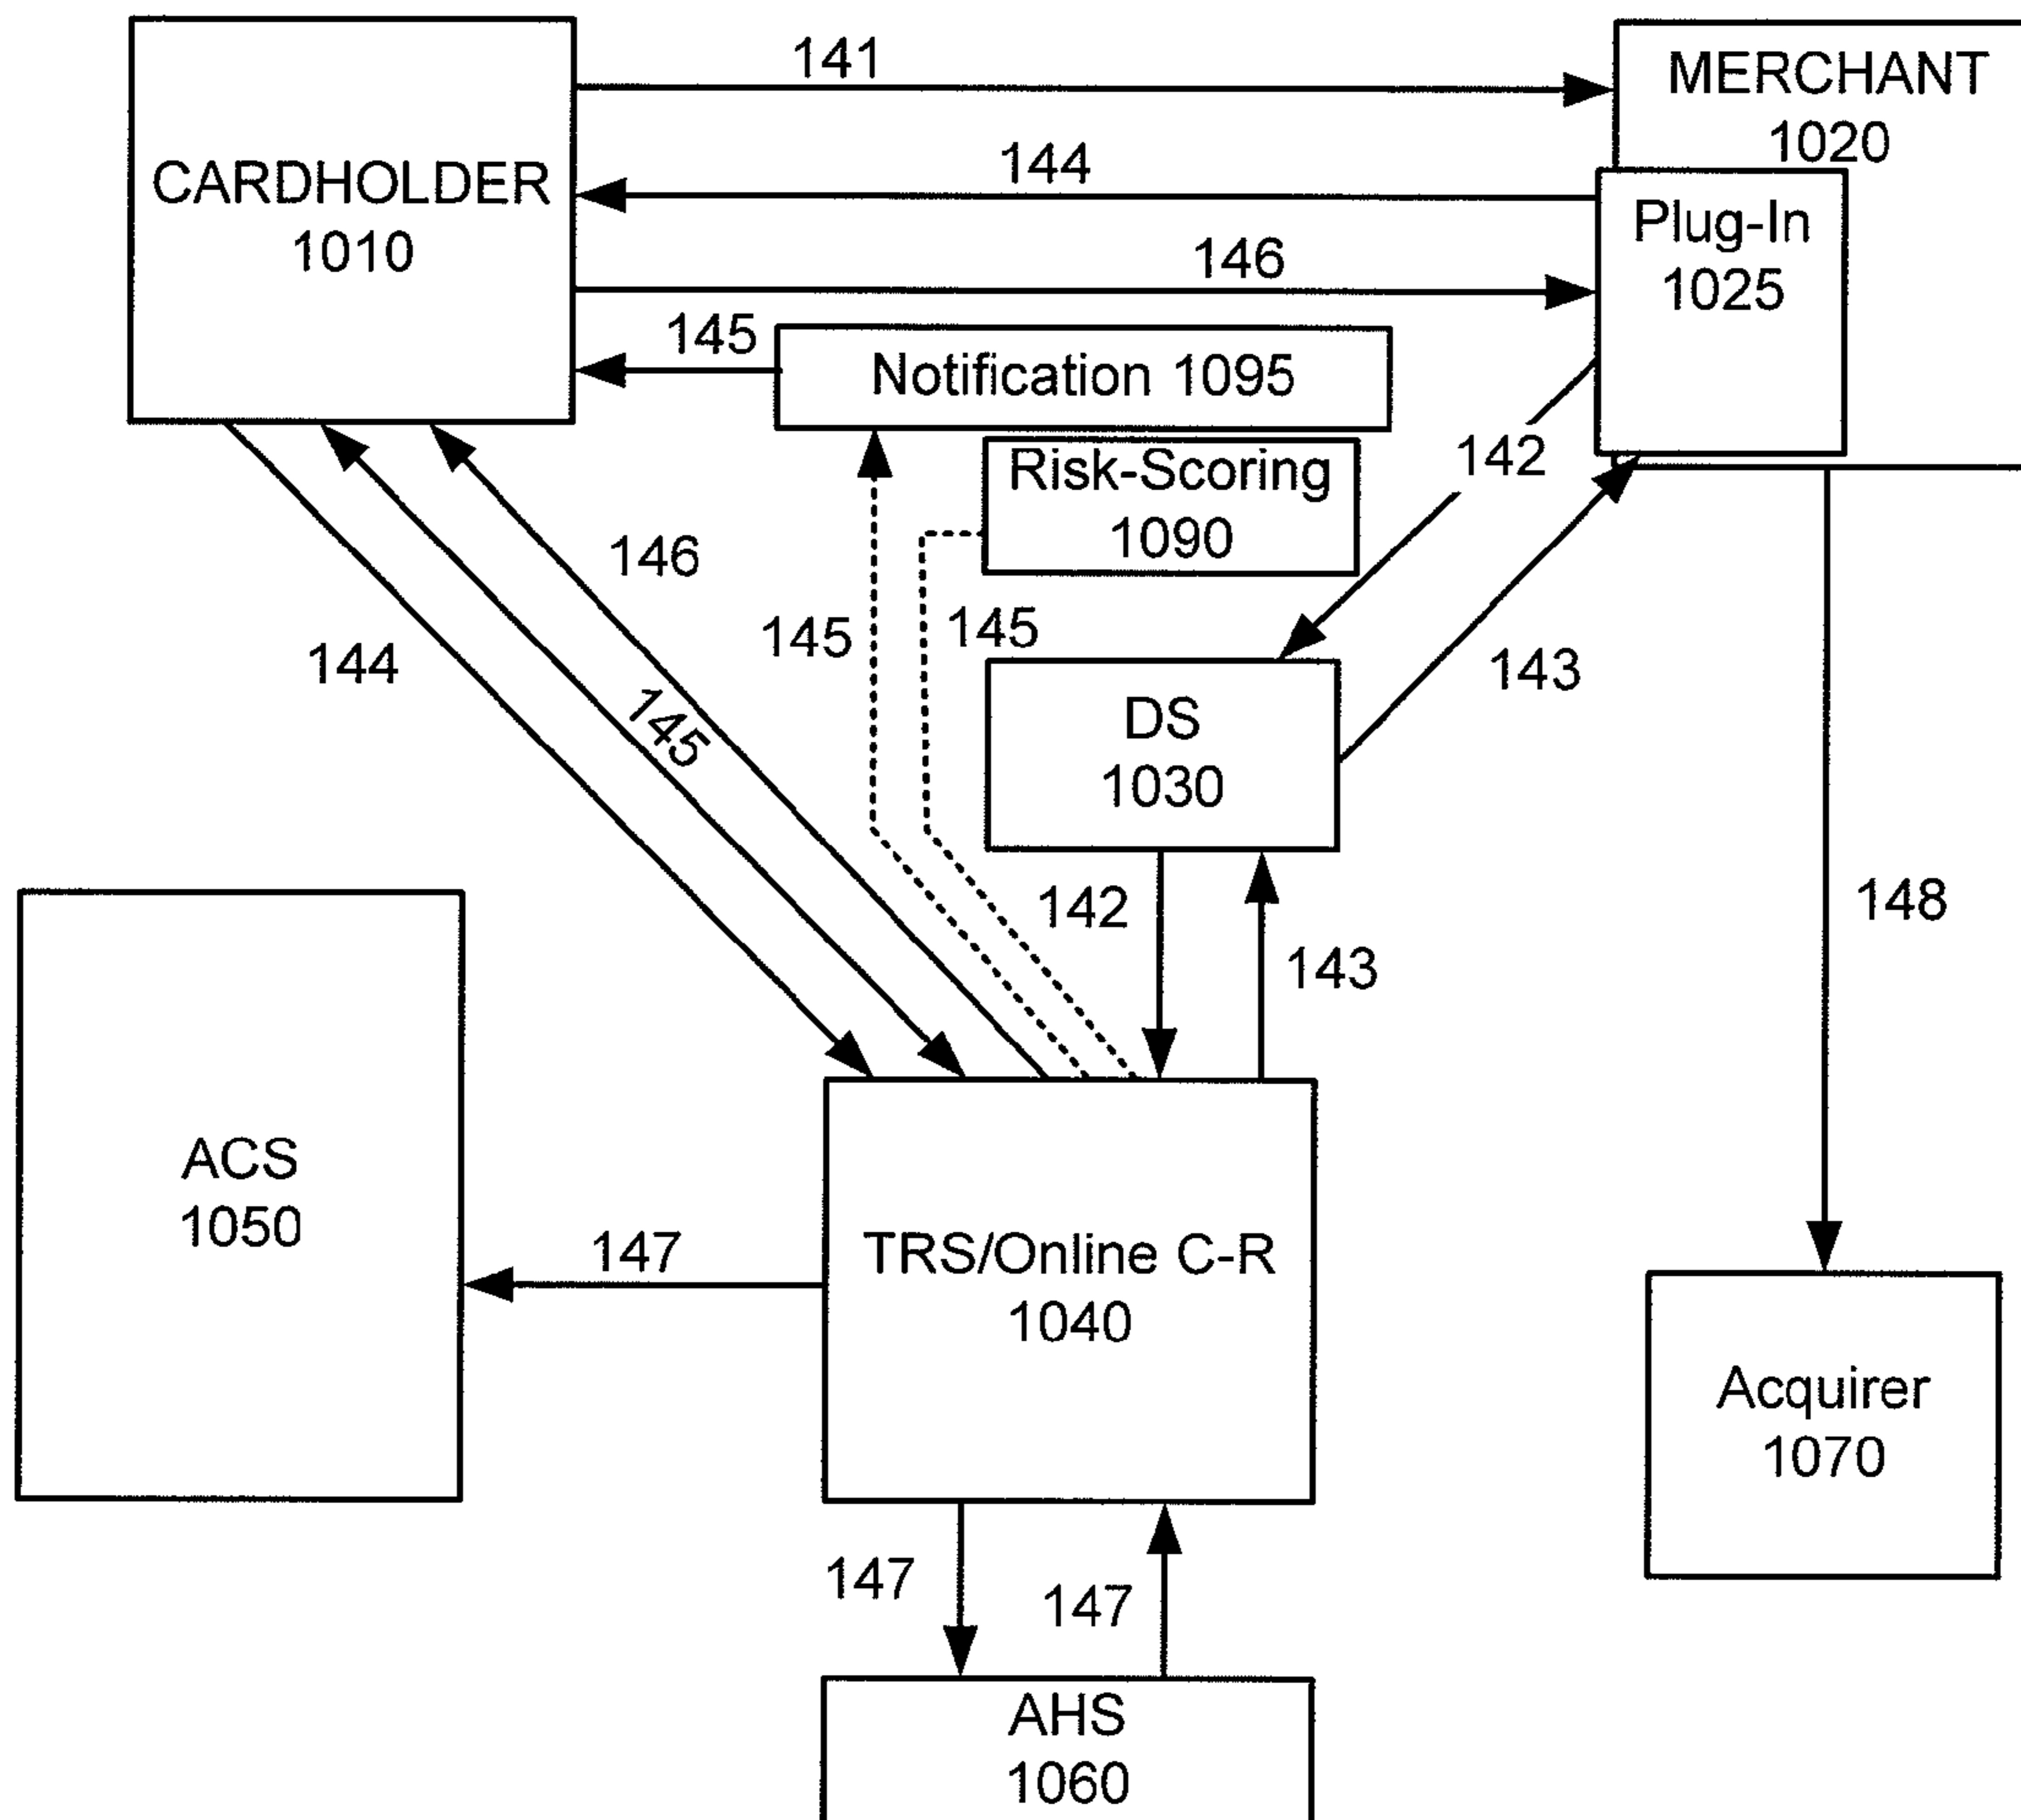 141
MERCHANT
1020
CARDHOLDER
1010
144
Plug-In
1025
146
145
Notification 1095
142
Risk-Scoring
1090
146
144
145
145
145
143
DS
1030
142
143
148
ACS
1050
147
TRS/Online C-R
1040
Acquirer
1070
147
147
AHS
1060